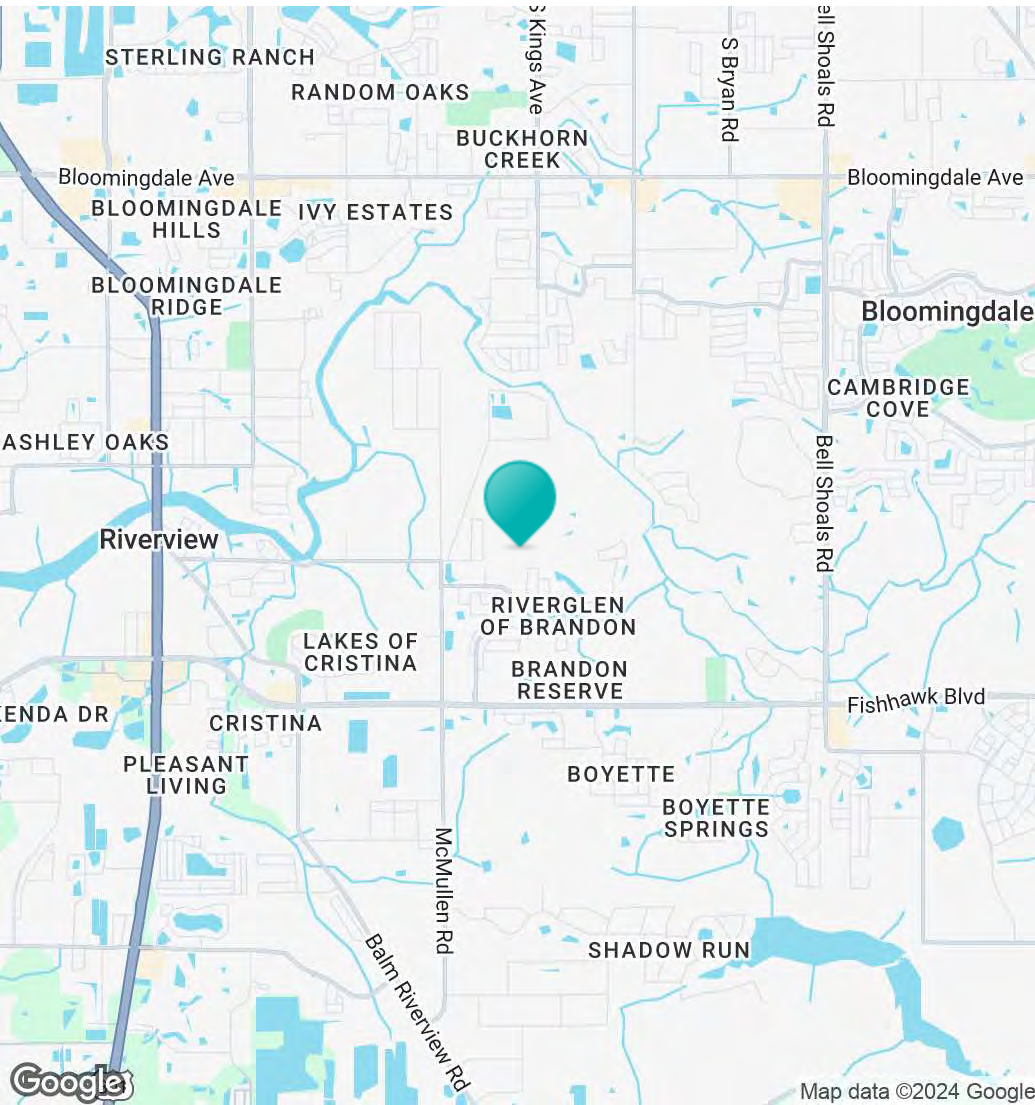 STERLING RANCH
S Kings Ave
S Bryan Rd
ell Shoals Rd
RANDOM OAKS
BUCKHORN
CREEK
Bloomingdale Ave
Bloomingdale Ave
BLOOMINGDALE
HILLS
IVY ESTATES
BLOOMINGDALE
RIDGE
Bloomingdale
CAMBRIDGE
COVE
ASHLEY OAKS
Bell Shoals Rd
Riverview
RIVERGLEN
OF BRANDON
LAKES OF
CRISTINA
BRANDON
RESERVE
Fishhawk Blvd
KENDA DR
CRISTINA
PLEASANT
LIVING
BOYETTE
BOYETTE
SPRINGS
McMullen Rd
SHADOW RUN
Balm Riverview Rd
Google
Map data ©2024 Google